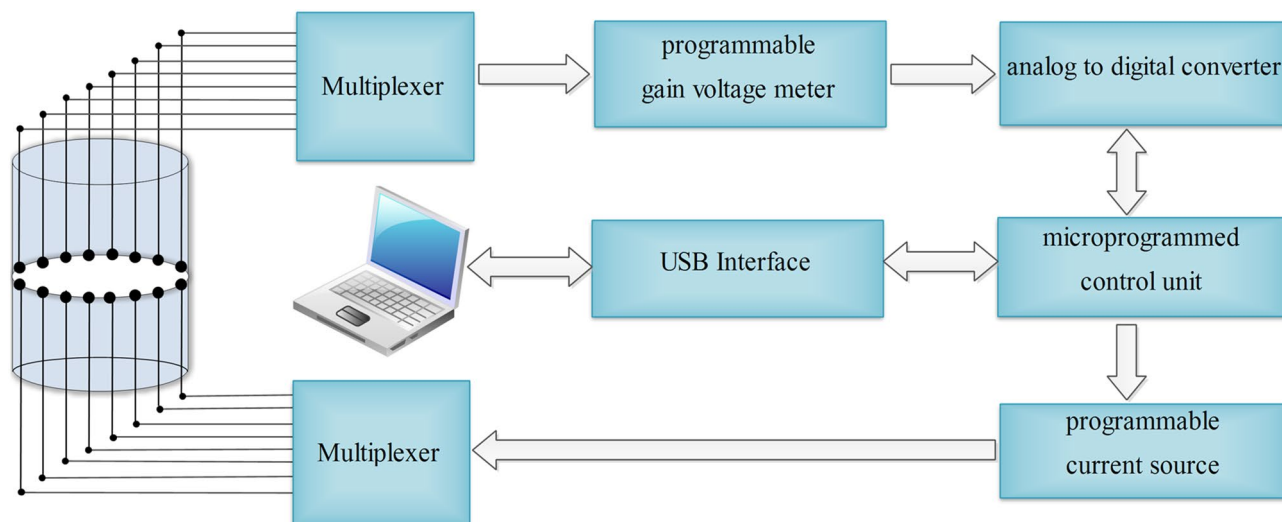 Multiplexer
programmable
gain voltage meter
analog to digital converter
USB Interface
microprogrammed
control unit
Multiplexer
programmable
current source